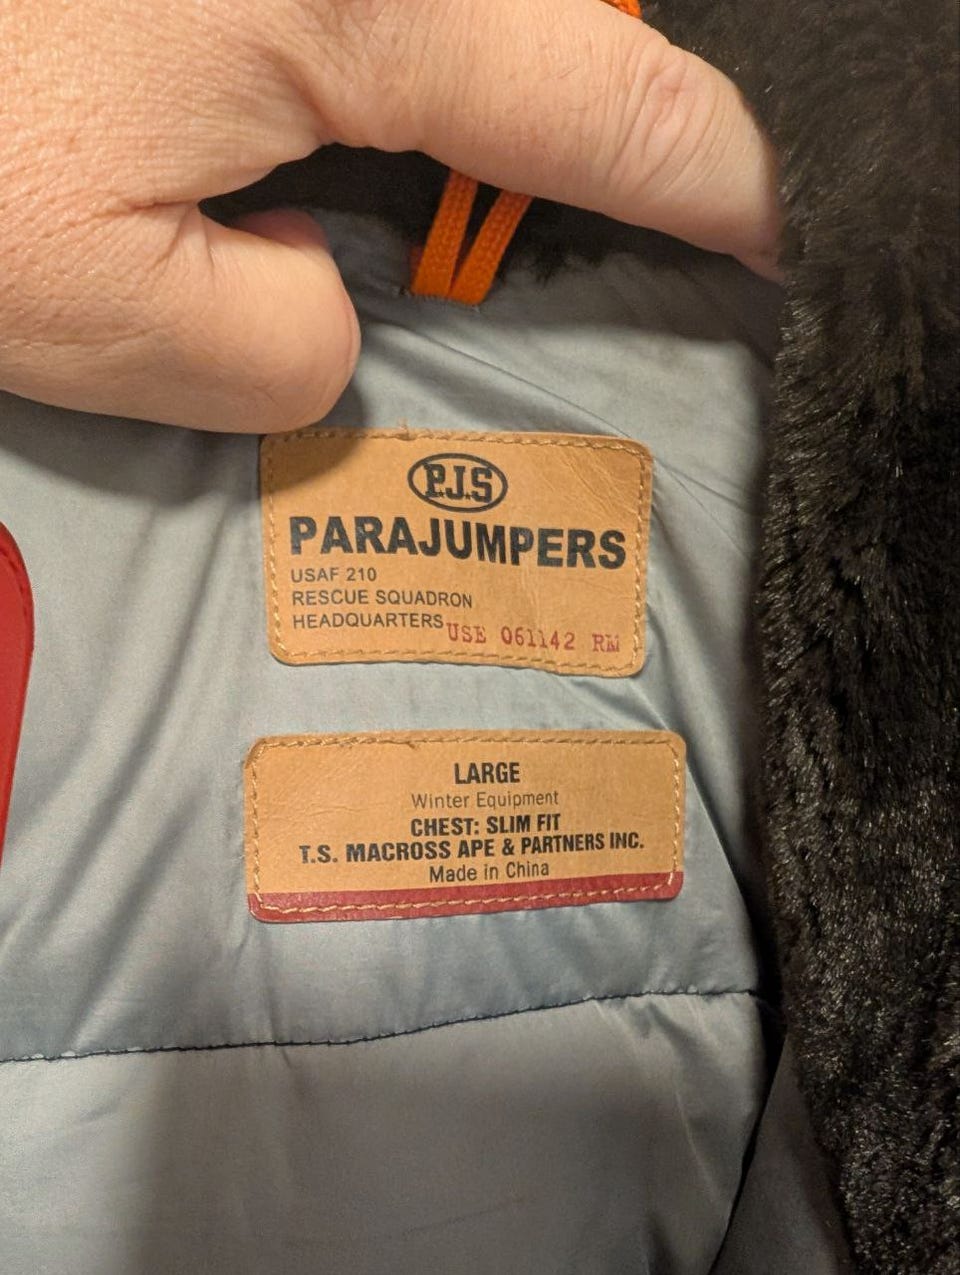 P.J.S
PARAJUMPERS
USAF 210
RESCUE SQUADRON
HEADQUARTERS USE 061142 RM
LARGE
Winter Equipment
CHEST: SLIM FIT
T.S. MACROSS APE & PARTNERS INC.
Made in China